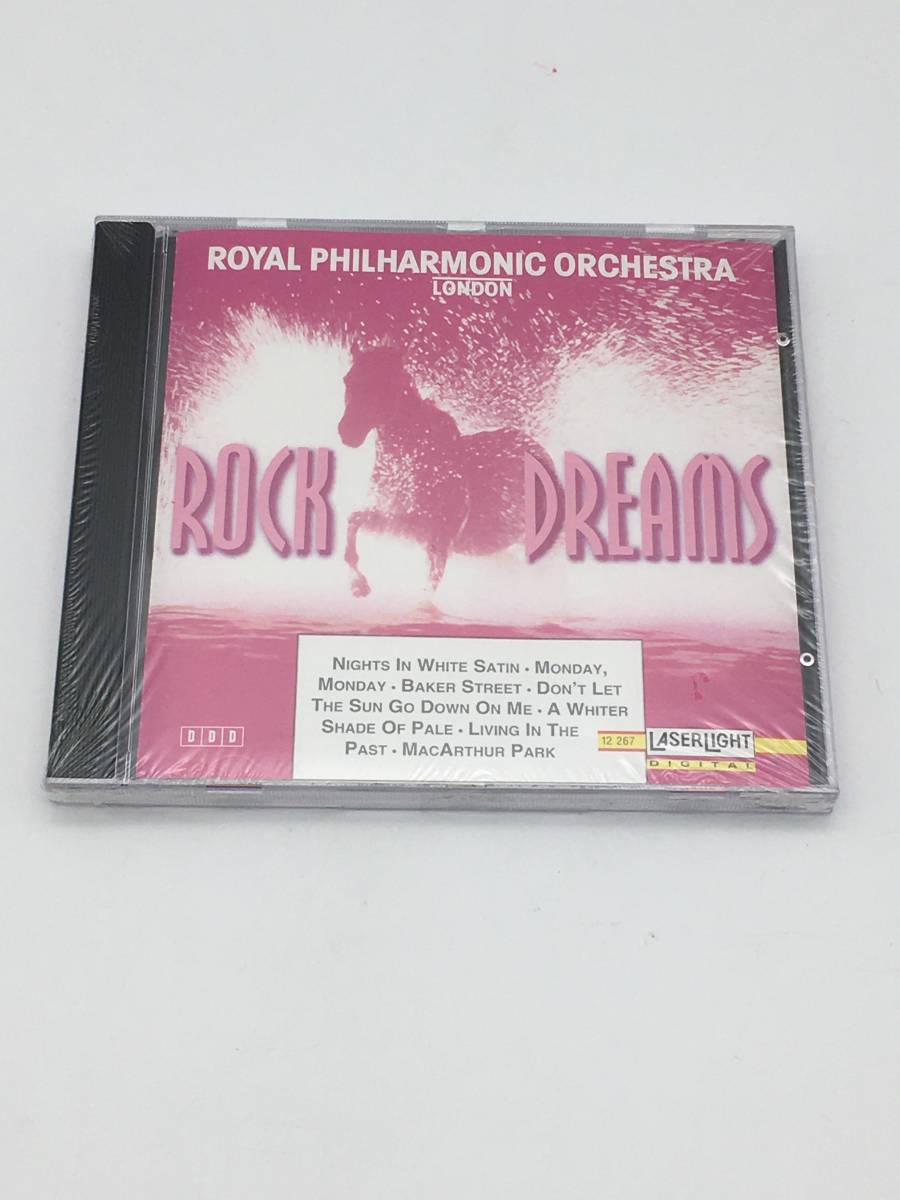 ROYAL PHILHARMONIC ORCHESTRA
LONDON
ROCK DREAMS
NIGHTS IN WHITE SATIN • MONDAY,
MONDAY • BAKER STREET • DON'T LET
THE SUN GO DOWN ON ME • A WHITER
SHADE OF PALE • LIVING IN THE
PAST • MACARTHUR PARK
DDD
12 267
LASERLIGHT
DIGITAL